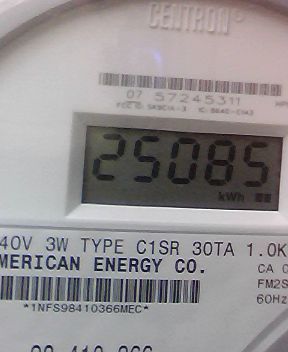 CENTRON®
07 57245311
25085
kWh
40V 3W TYPE C1SR 30TA 1.0K
MERICAN ENERGY CO.
CA 0
FM2S
60Hz
*1NFS98410366MEC*